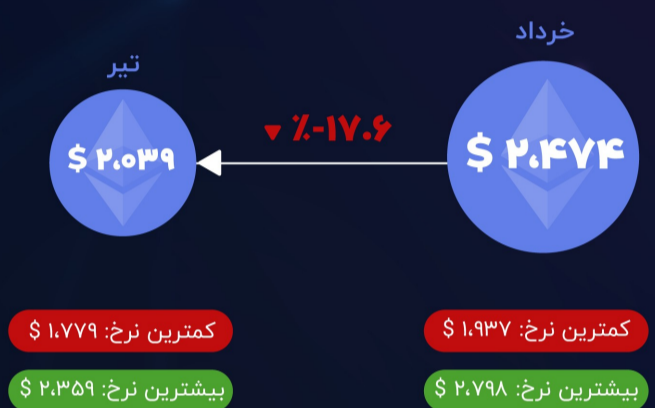 خرداد
$ ۲،۴۷۴
٪-۱۷.۶ ▼
تیر
$ ۲،۰۳۹
کمترین نرخ: ۱،۹۳۷ $
بیشترین نرخ: ۲،۷۹۸ $
کمترین نرخ: ۱،۷۷۹ $
بیشترین نرخ: ۲،۳۵۹ $